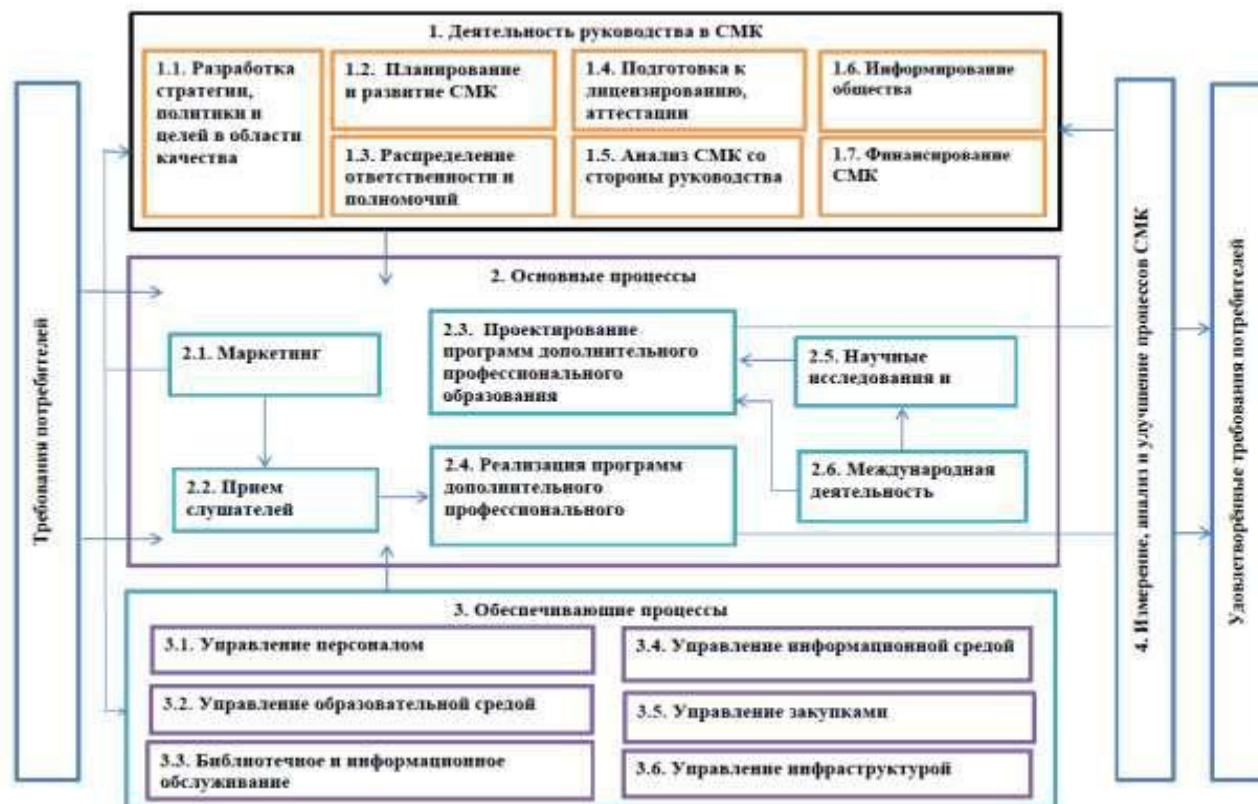 Требования потребителей
1. Деятельность руководства в СМК
1.1. Разработка
стратегии,
политики и
целей в области
качества
1.2. Планирование
и развитие СМК
1.3. Распределение
ответственности и
полномочий
1.4. Подготовка к
лицензированию,
аттестации
1.5. Анализ СМК со
стороны руководства
1.6. Информирование
общества
1.7. Финансирование
СМК
2. Основные процессы
2.1. Маркетинг
2.2. Прием
слушателей
2.3. Проектирование
программ дополнительного
профессионального
образования
2.4. Реализация программ
дополнительного
профессионального
2.5. Научные
исследования и
2.6. Международная
деятельность
3. Обеспечивающие процессы
3.1. Управление персоналом
3.2. Управление образовательной средой
3.3. Библиотечное и информационное
обслуживание
3.4. Управление информационной средой
3.5. Управление закупками
3.6. Управление инфраструктурой
4. Измерение, анализ и улучшение процессов СМК
Удовлетворённые требования потребителей